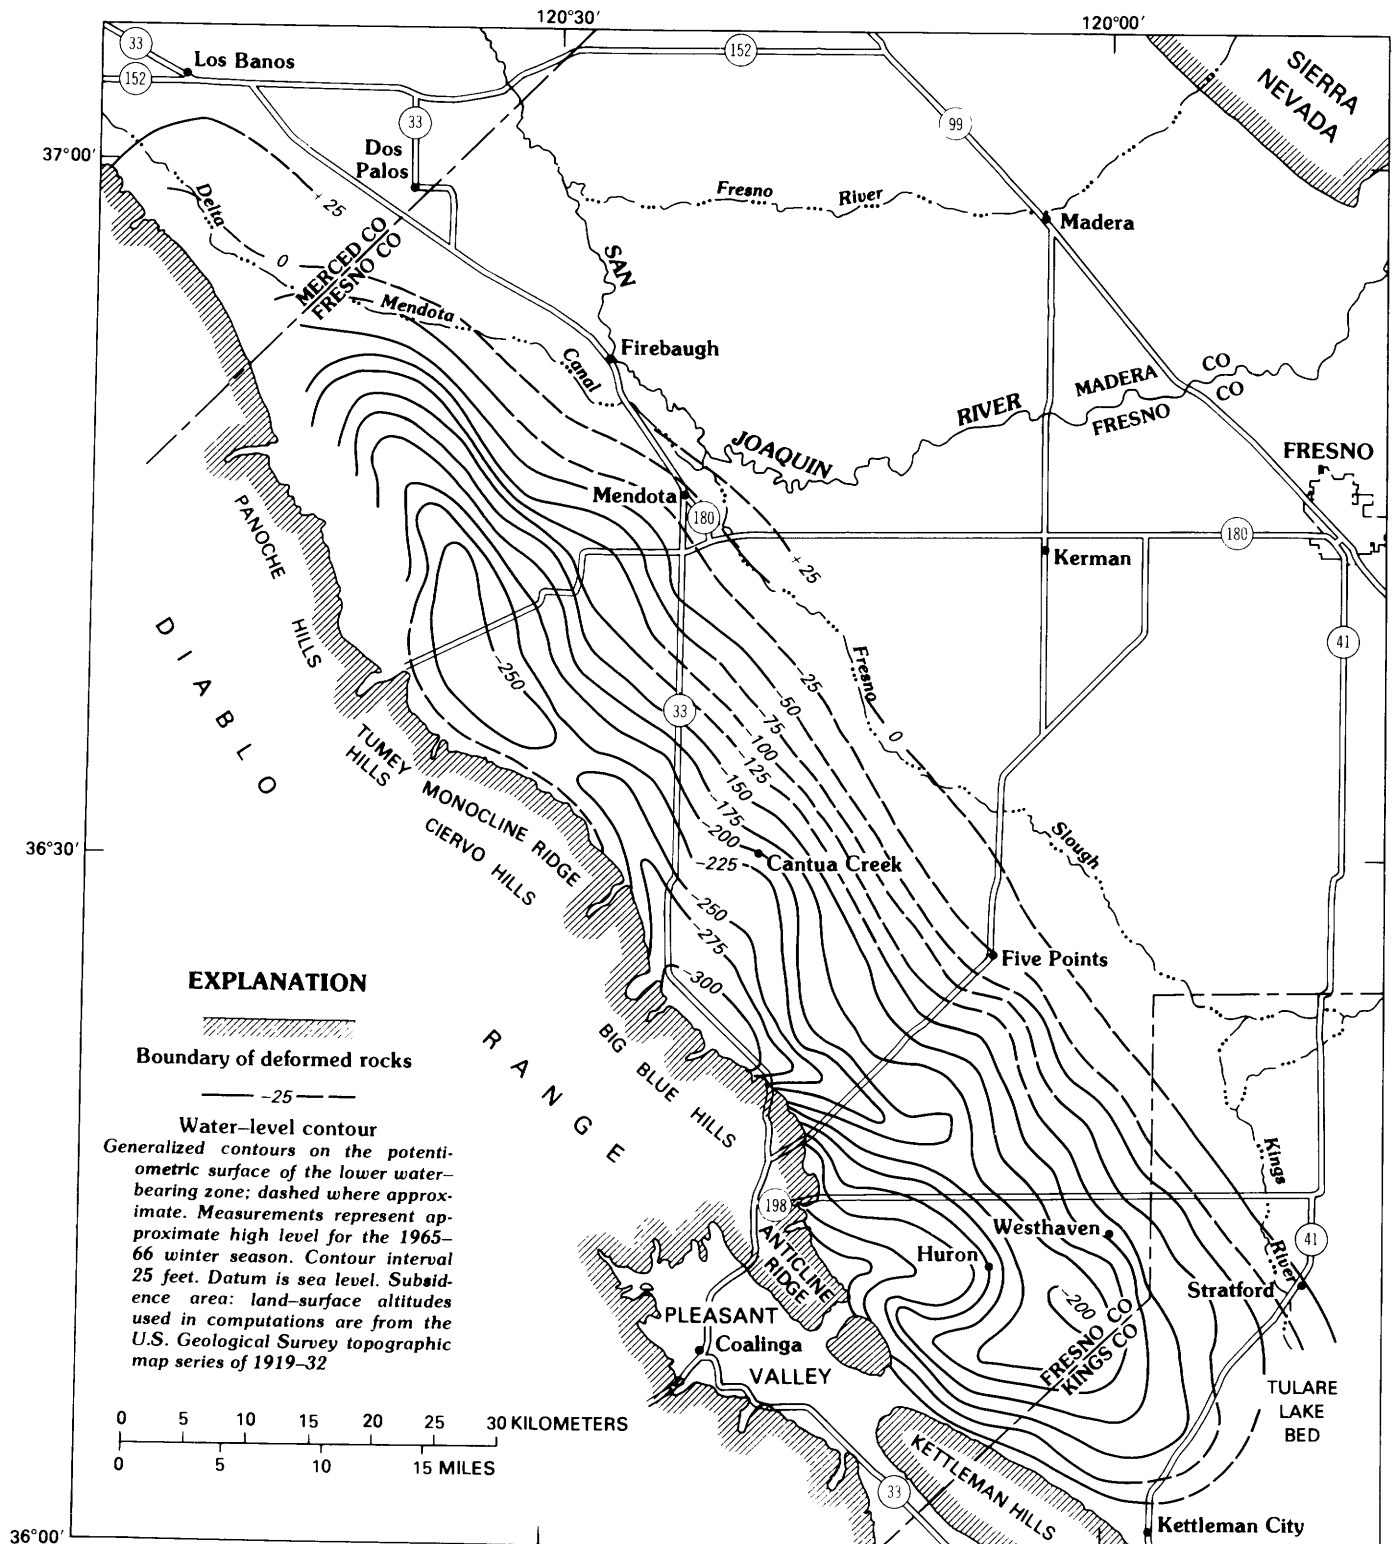 120°30′
120°00′
33
Los Banos
152
152
SIERRA
NEVADA
33
99
Dos
Palos
37°00′
Fresno River
Delta
+25
Madera
0
MERCED CO
FRESNO CO
SAN
Mendota
Firebaugh
Canal
MADERA CO
FRESNO CO
RIVER
JOAQUIN
FRESNO
Mendota
180
180
PANOCHE
HILLS
Kerman
+25
DIABLO
41
Fresno
-250
-25
-50
33
-75
0
-100
-125
TUMEY
HILLS
-150
MONOCLINE RIDGE
-175
CIERVO HILLS
-200
Slough
36°30′
-225
Cantua Creek
-250
-275
Five Points
-300
EXPLANATION
Boundary of deformed rocks
-25
Water-level contour
Generalized contours on the potenti-
ometric surface of the lower water-
bearing zone; dashed where approx-
imate. Measurements represent ap-
proximate high level for the 1965-
66 winter season. Contour interval
25 feet. Datum is sea level. Subsid-
ence area: land-surface altitudes
used in computations are from the
U.S. Geological Survey topographic
map series of 1919-32
RANGE
BIG BLUE HILLS
Kings
River
198
ANTICLINE
RIDGE
Westhaven
41
Huron
Stratford
-200
FRESNO CO
KINGS CO
PLEASANT
Coalinga
VALLEY
TULARE
LAKE
BED
0 5 10 15 20 25 30 KILOMETERS
0 5 10 15 MILES
KETTLEMAN HILLS
33
Kettleman City
36°00′